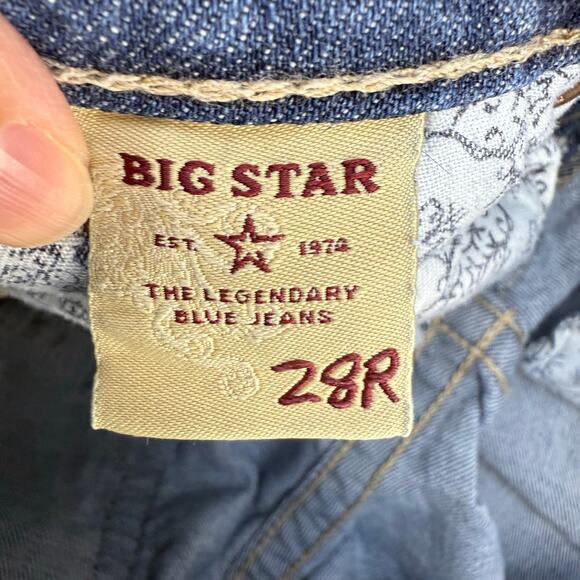 BIG STAR
EST. 1974
THE LEGENDARY
BLUE JEANS
28R